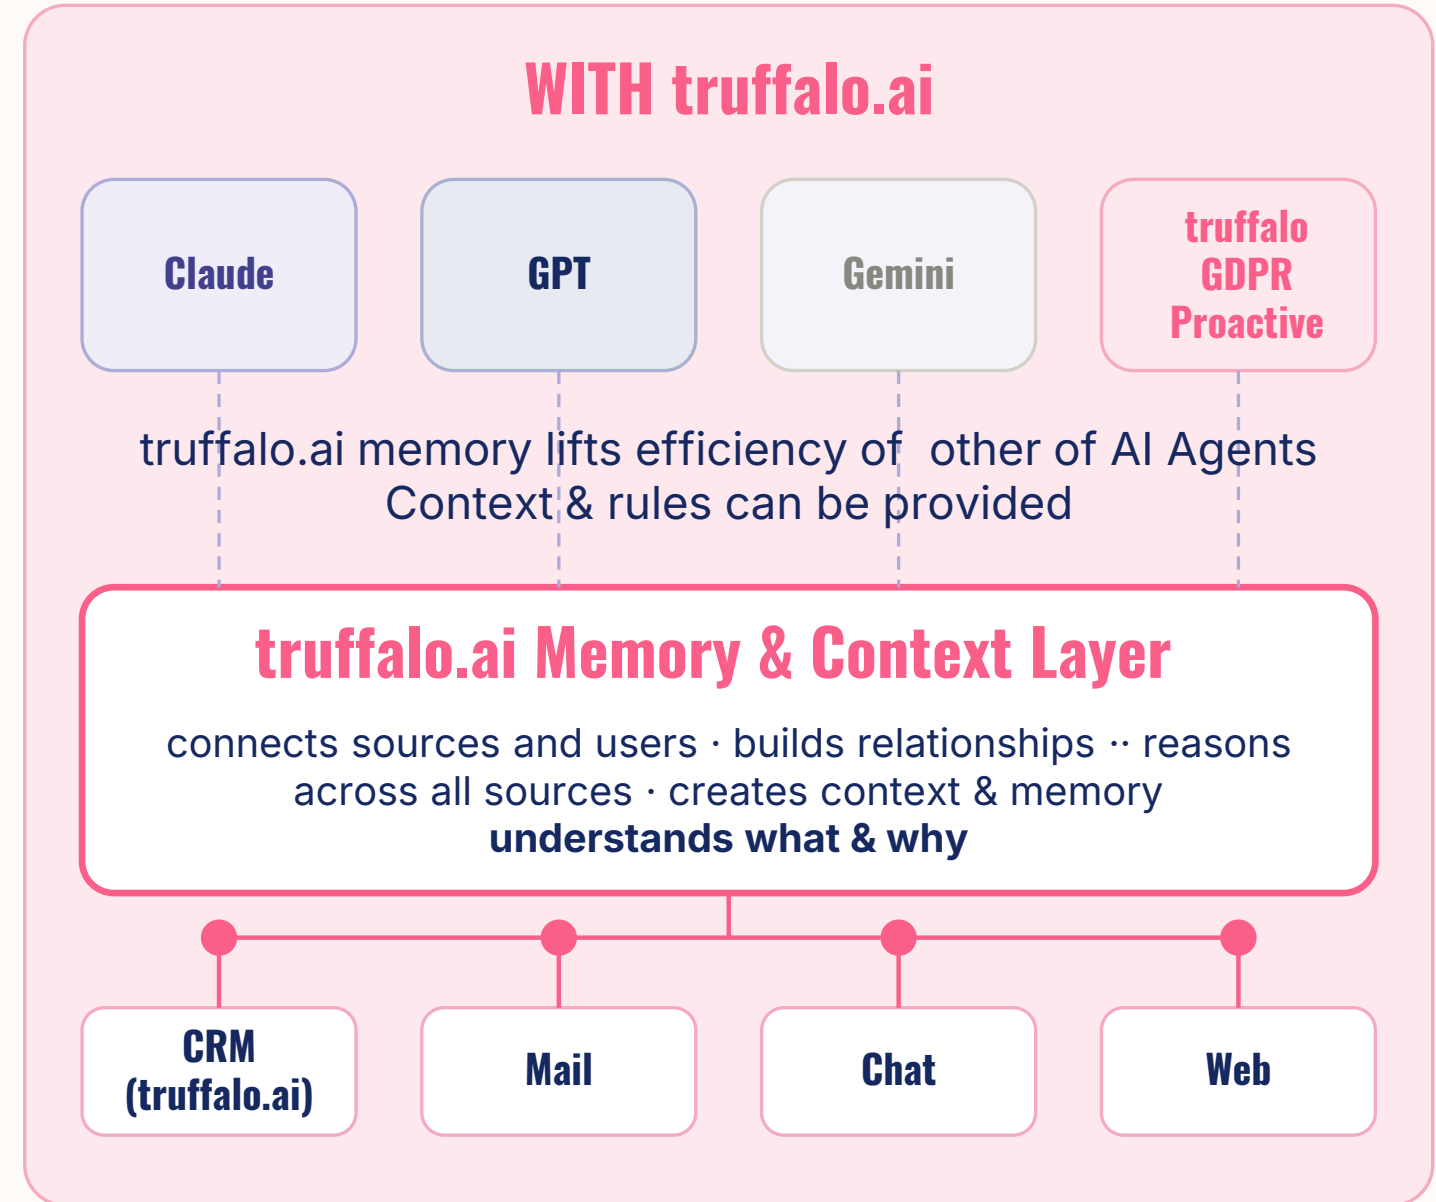 WITH truffalo.ai
Claude
GPT
Gemini
truffalo
GDPR
Proactive
truffalo.ai memory lifts efficiency of  other of AI Agents
Context & rules can be provided
truffalo.ai Memory & Context Layer
connects sources and users · builds relationships ·· reasons
across all sources · creates context & memory
understands what & why
CRM
(truffalo.ai)
Mail
Chat
Web